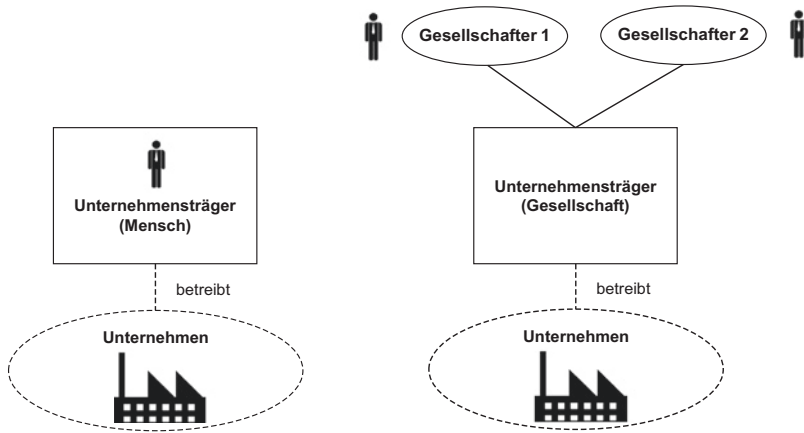 Gesellschafter 1
Gesellschafter 2
Unternehmensträger
(Mensch)
Unternehmensträger
(Gesellschaft)
betreibt
betreibt
Unternehmen
Unternehmen